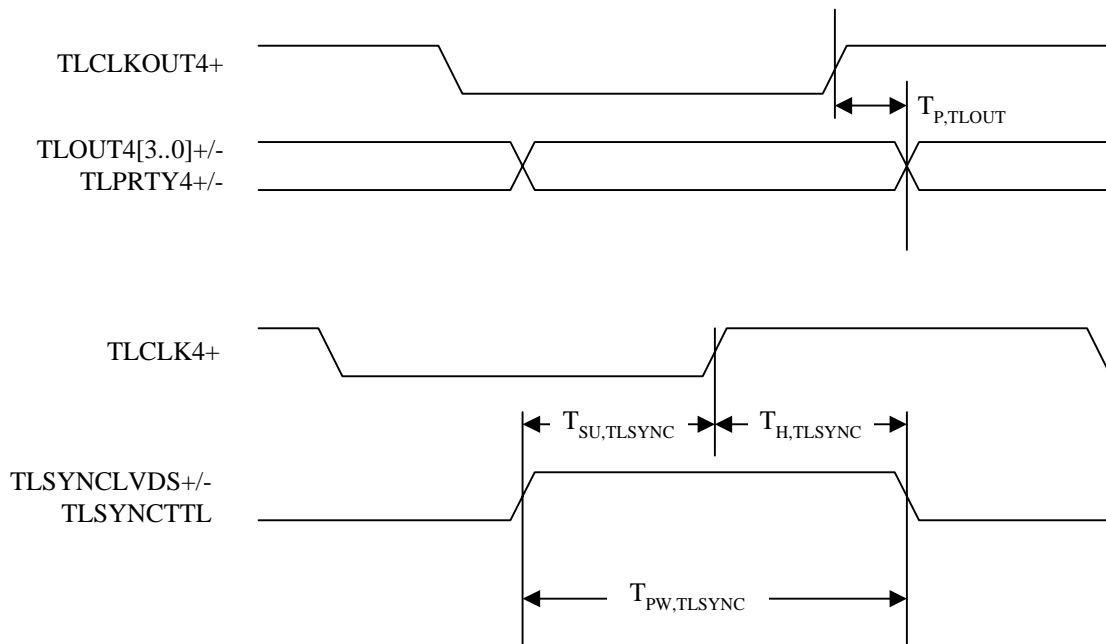 TLCLKOUT4+
TP,TLOUT
TLOUT4[3..0]+/-
TLPRTY4+/-
TLCLK4+
TSU,TLSYNC
TH,TLSYNC
TLSYNCLVDS+/-
TLSYNCTTL
TPW,TLSYNC